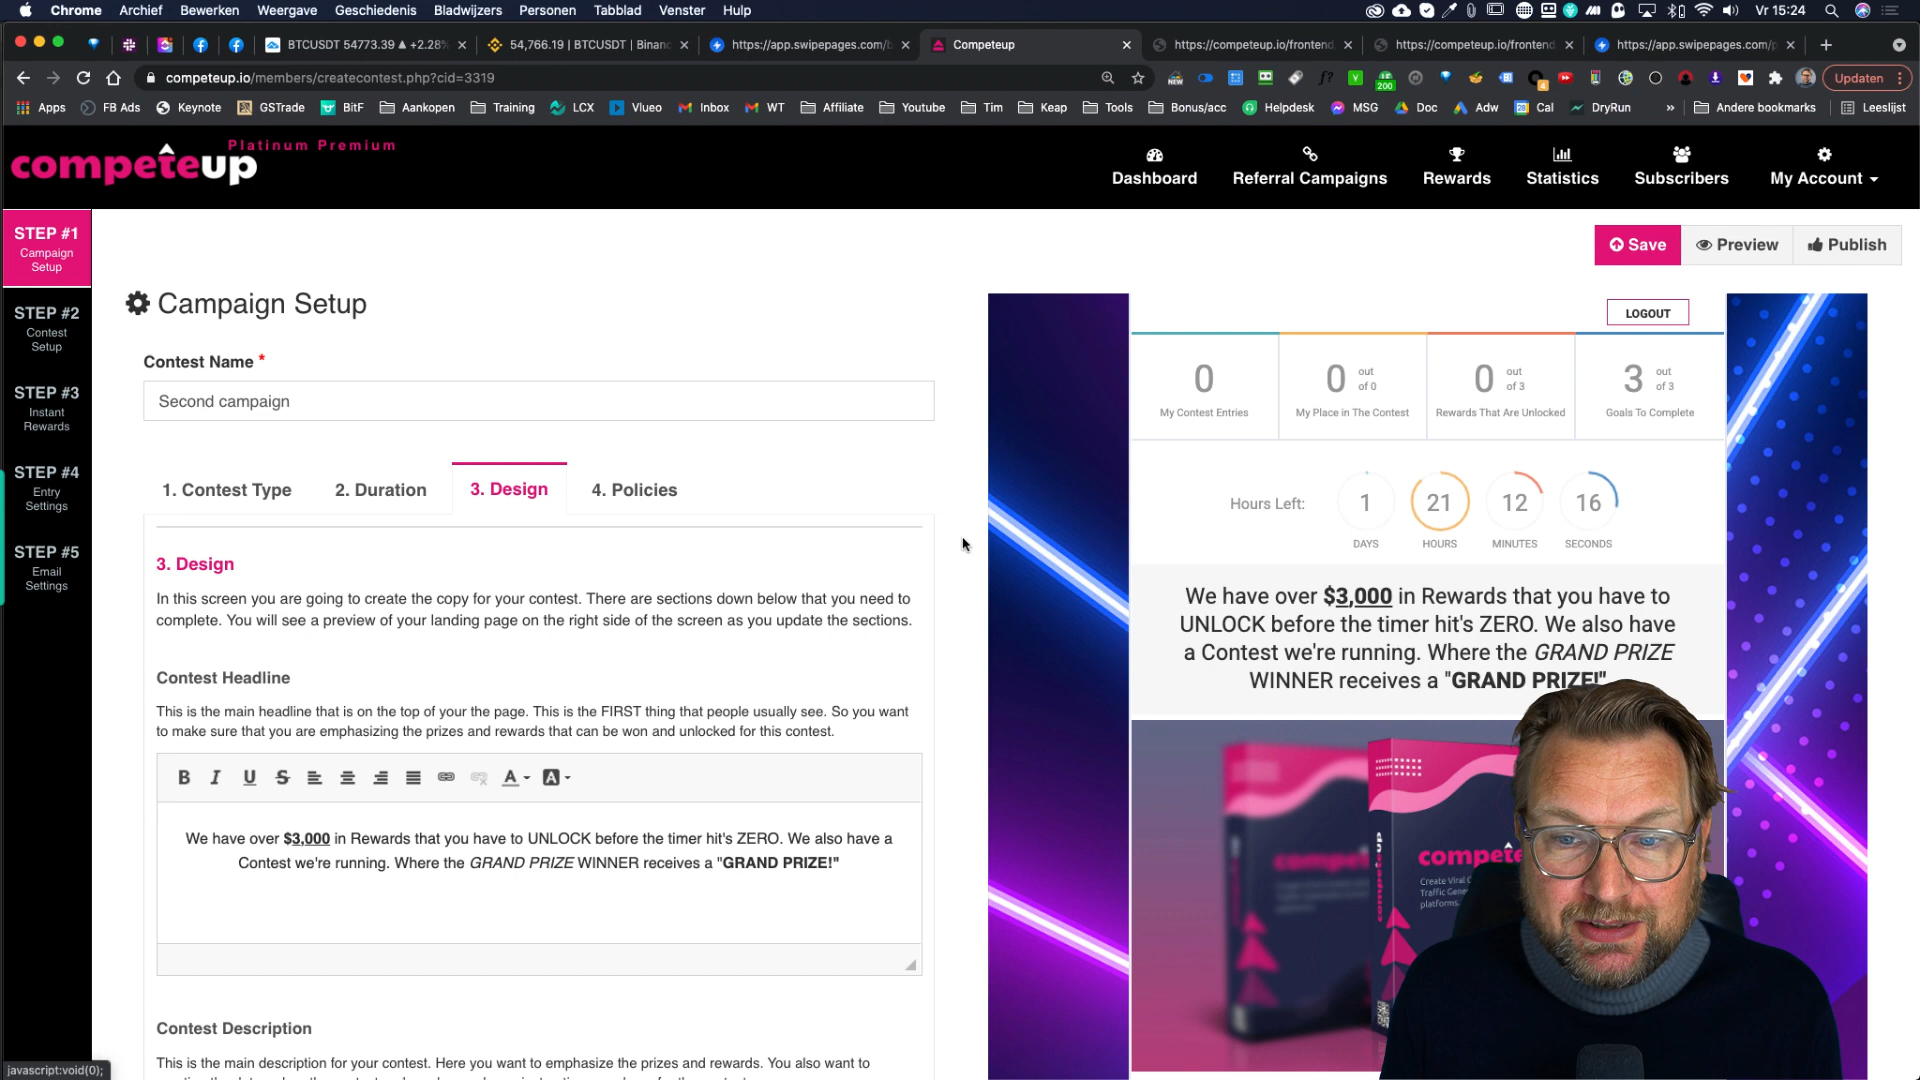 Chrome Archief Bewerken Weergave Geschiedenis Bladwijzers Personen Tabblad Venster Hulp Vr 15:24
BTCUSDT 54773.39 ▲ +2.28% 54,766.19 | BTCUSDT | Binanc https://app.swipepages.com/b Competeup https://competeup.io/frontend https://competeup.io/frontend https://app.swipepages.com/p
competeup.io/members/createcontest.php?cid=3319 Updaten
Apps FB Ads Keynote GSTrade BitF Aankopen Training LCX Vlueo Inbox WT Affiliate Youtube Tim Keap Tools Bonus/acc Helpdesk MSG Doc Adw Cal DryRun » Andere bookmarks Leeslijst
Platinum Premium
competeup
Dashboard Referral Campaigns Rewards Statistics Subscribers My Account
STEP #1
Campaign
Setup
STEP #2
Contest
Setup
STEP #3
Instant
Rewards
STEP #4
Entry
Settings
STEP #5
Email
Settings
Save Preview Publish
Campaign Setup
Contest Name *
Second campaign
1. Contest Type 2. Duration 3. Design 4. Policies
3. Design
In this screen you are going to create the copy for your contest. There are sections down below that you need to
complete. You will see a preview of your landing page on the right side of the screen as you update the sections.
Contest Headline
This is the main headline that is on the top of your the page. This is the FIRST thing that people usually see. So you want
to make sure that you are emphasizing the prizes and rewards that can be won and unlocked for this contest.
B I U S A A
We have over $3,000 in Rewards that you have to UNLOCK before the timer hit's ZERO. We also have a
Contest we're running. Where the GRAND PRIZE WINNER receives a "GRAND PRIZE!"
Contest Description
This is the main description for your contest. Here you want to emphasize the prizes and rewards. You also want to
javascript:void(0);
LOGOUT
0
My Contest Entries
0 out of 0
My Place in The Contest
0 out of 3
Rewards That Are Unlocked
3 out of 3
Goals To Complete
Hours Left: 1 21 12 16
DAYS HOURS MINUTES SECONDS
We have over $3,000 in Rewards that you have to
UNLOCK before the timer hit's ZERO. We also have
a Contest we're running. Where the GRAND PRIZE
WINNER receives a "GRAND PRIZE!"
competeup
Create Viral C
Traffic Gene
platforms.